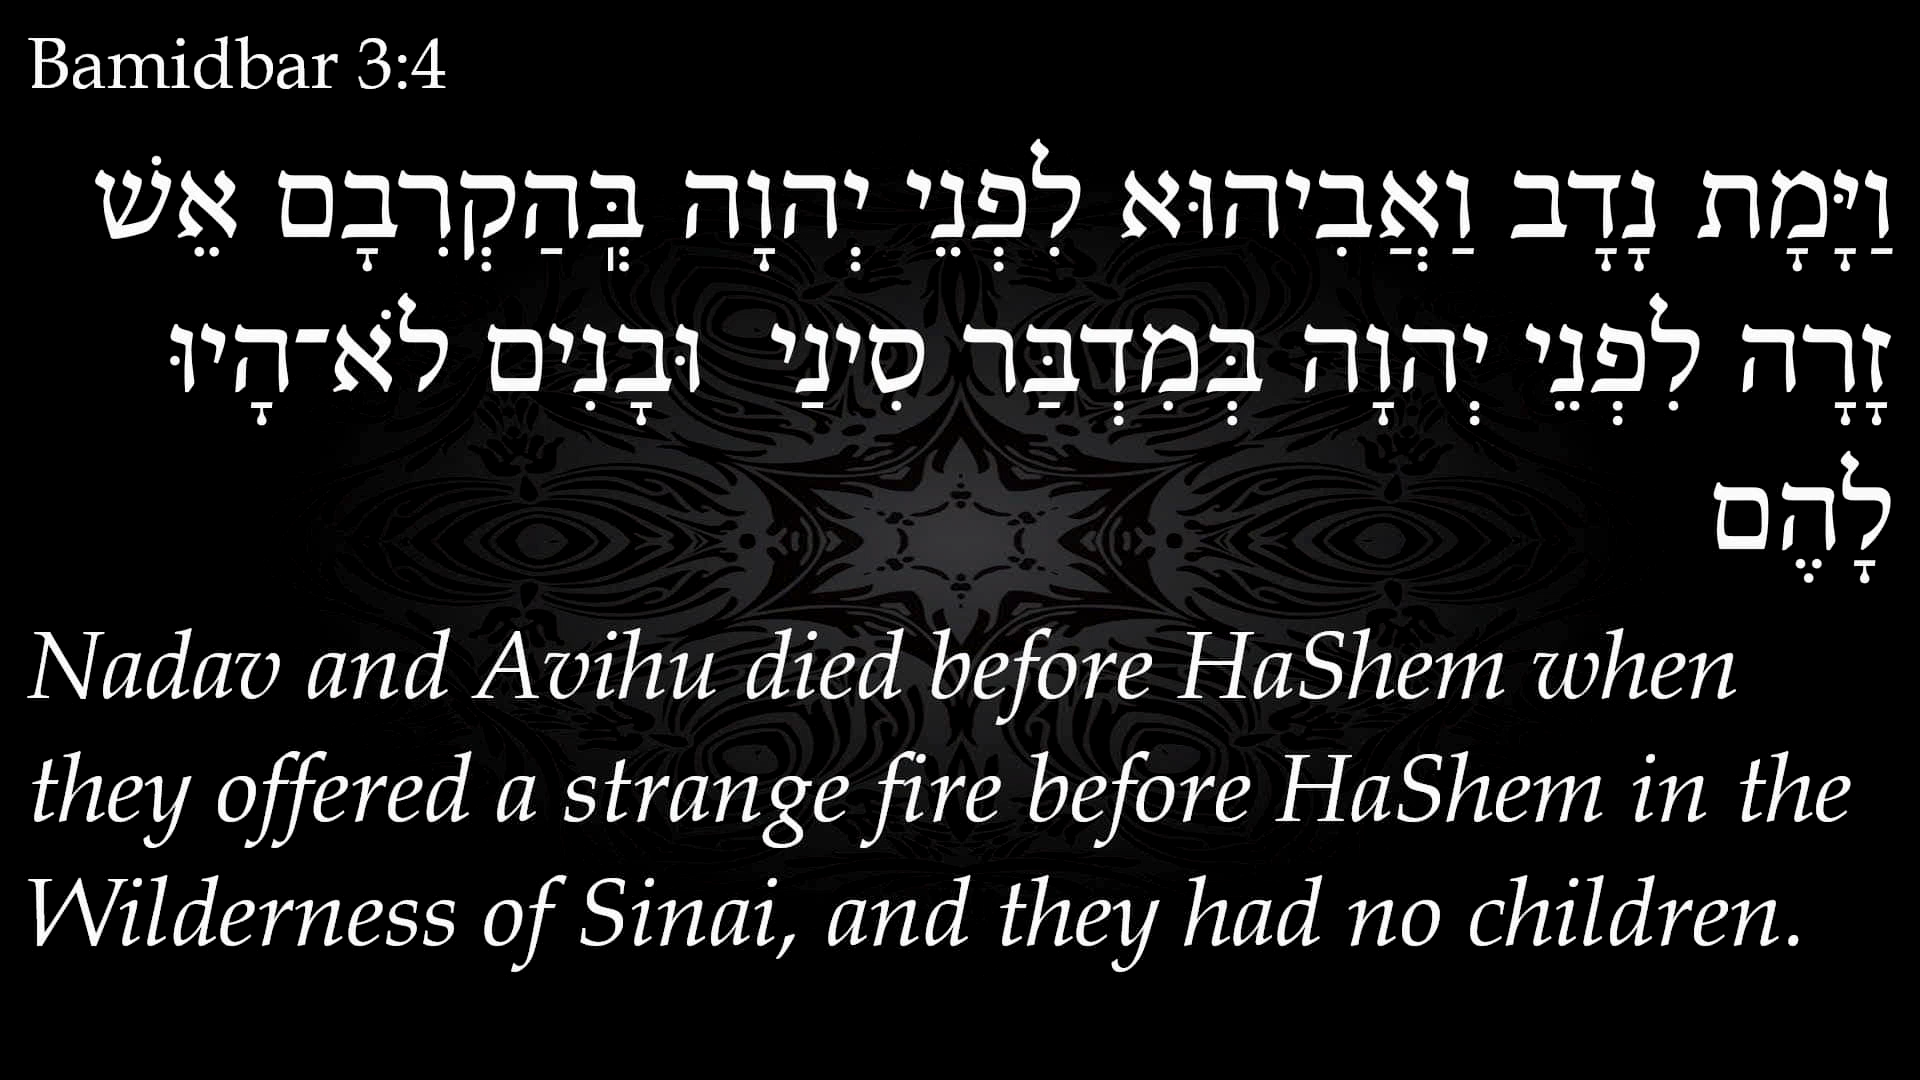 Bamidbar 3:4
וַיָּמָת נָדָב וַאֲבִיהוּא לִפְנֵי יְהוָה בְּֽהַקְרִבָם אֵשׁ
זָרָה לִפְנֵי יְהוָה בְּמִדְבַּר סִינַי וּבָנִים לֹא־הָיוּ
לָהֶם
Nadav and Avihu died before HaShem when
they offered a strange fire before HaShem in the
Wilderness of Sinai, and they had no children.